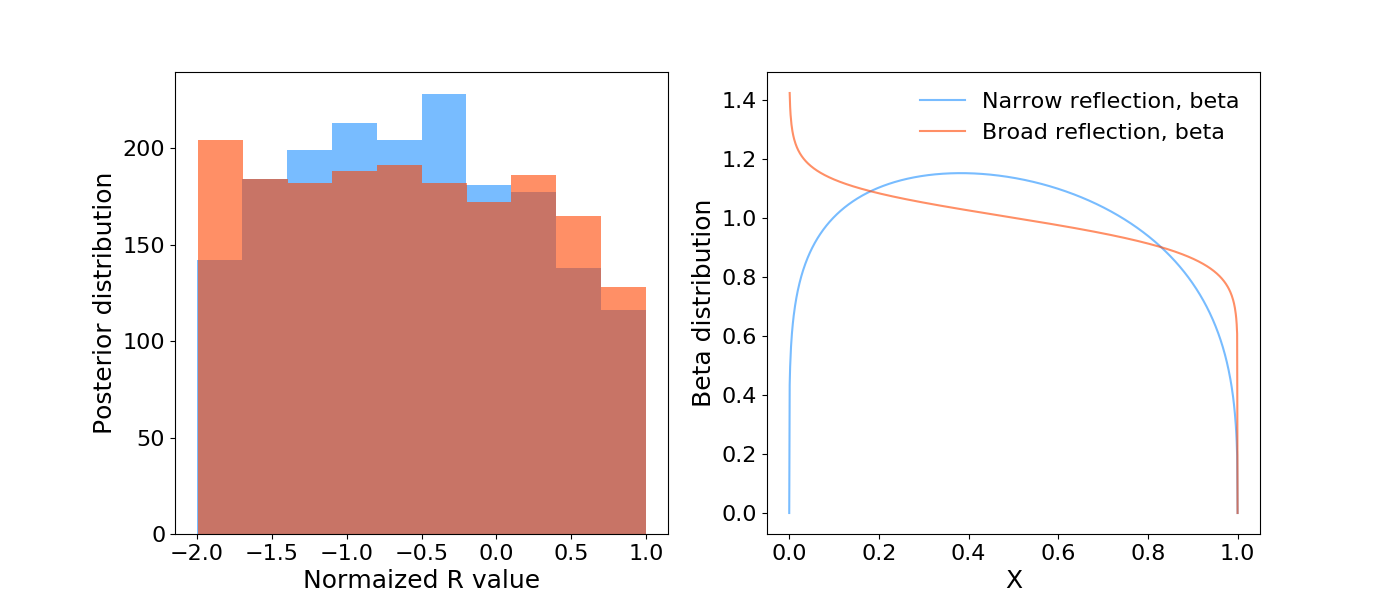 Posterior distribution
200
150
100
50
0
−2.0 −1.5 −1.0 −0.5 0.0 0.5 1.0
Normaized R value
Beta distribution
1.4
1.2
1.0
0.8
0.6
0.4
0.2
0.0
Narrow reflection, beta
Broad reflection, beta
0.0 0.2 0.4 0.6 0.8 1.0
X